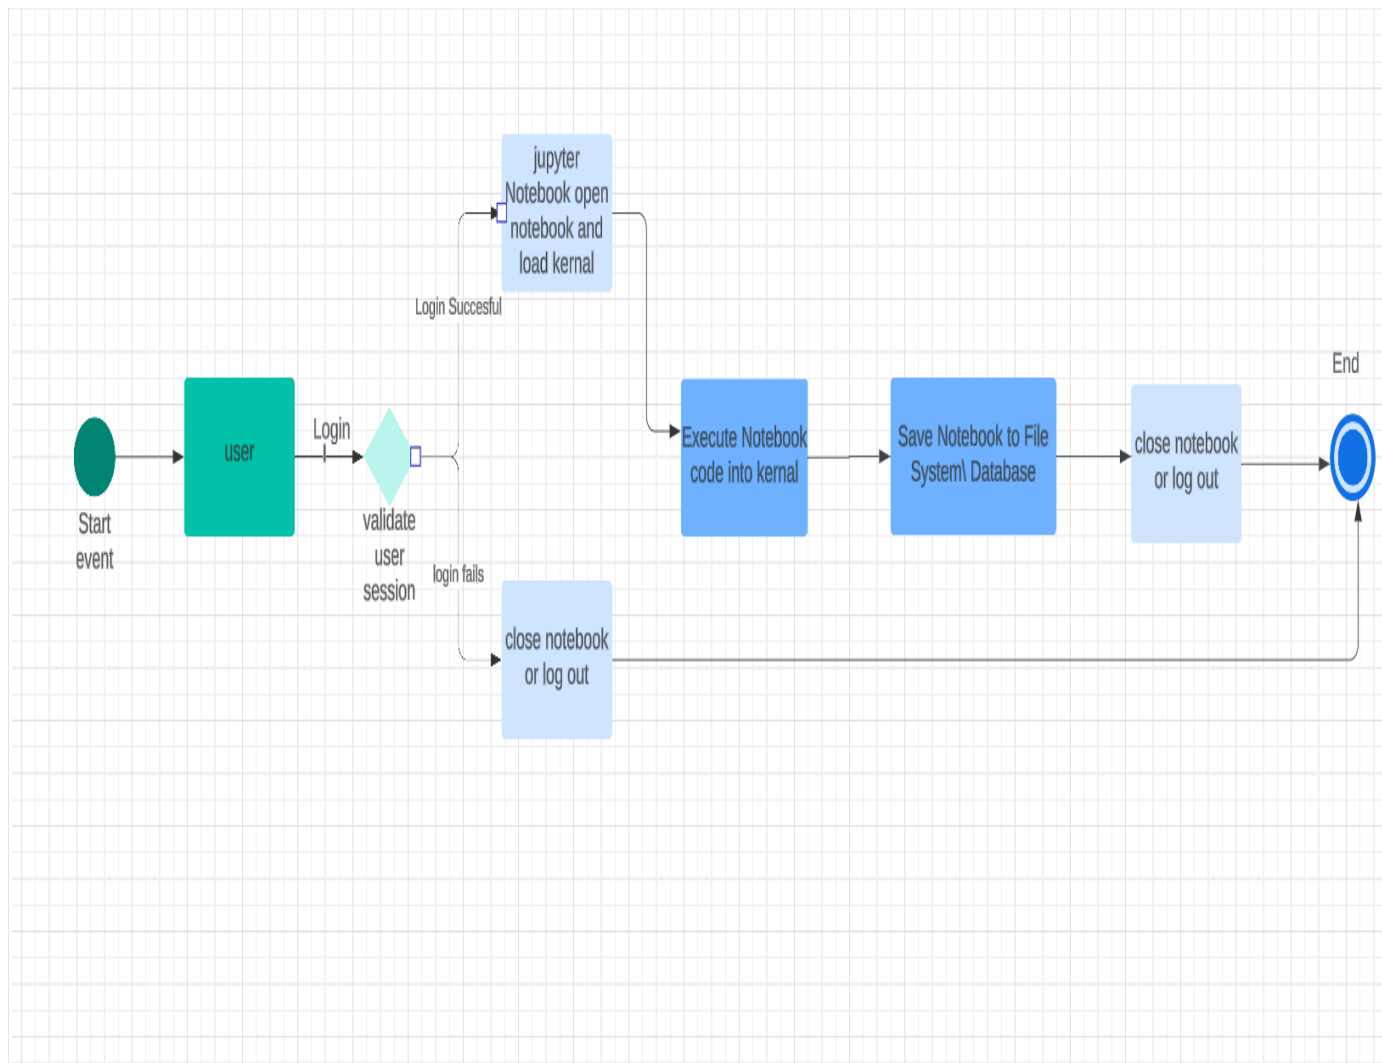 Start
event
user
Login
validate
user
session
Login Succesful
jupyter
Notebook open
notebook and
load kernal
login fails
close notebook
or log out
Execute Notebook
code into kernal
Save Notebook to File
System\ Database
close notebook
or log out
End